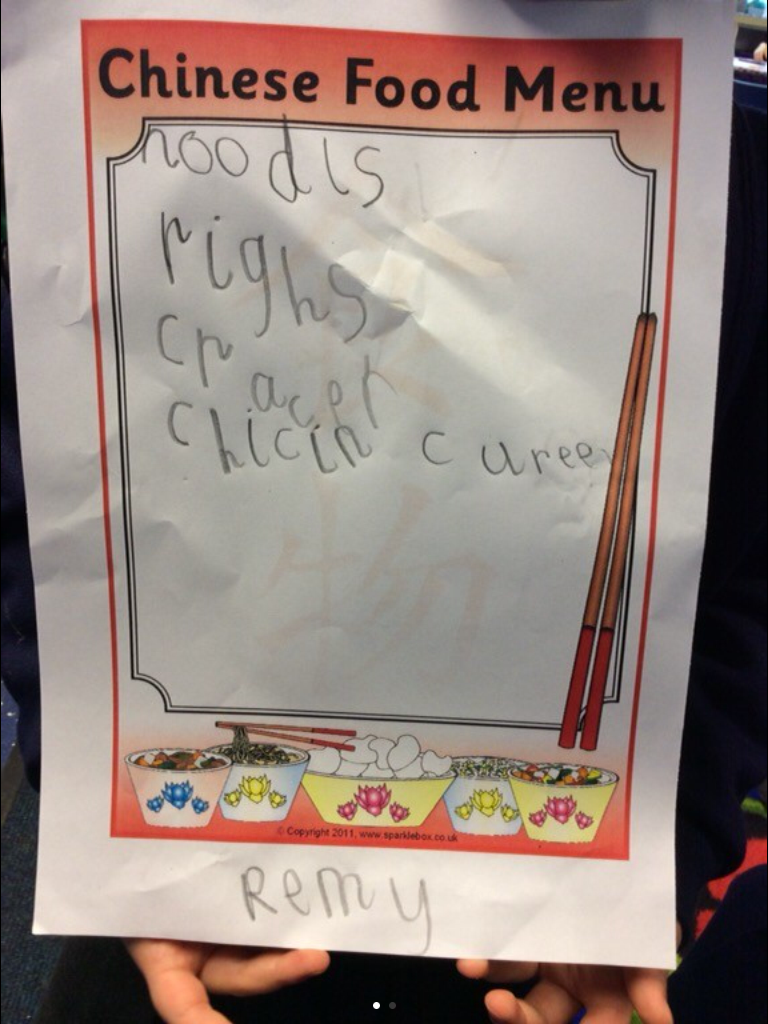 Chinese Food Menu
noodls
righs
cracer
chicin curee
© Copyright 2011, www.sparklebox.co.uk
Remy